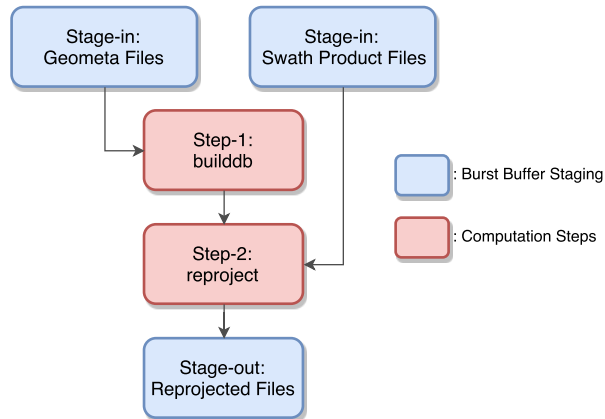 Stage-in:
Geometa Files
Stage-in:
Swath Product Files
Step-1:
builddb
: Burst Buffer Staging
: Computation Steps
Step-2:
reproject
Stage-out:
Reprojected Files